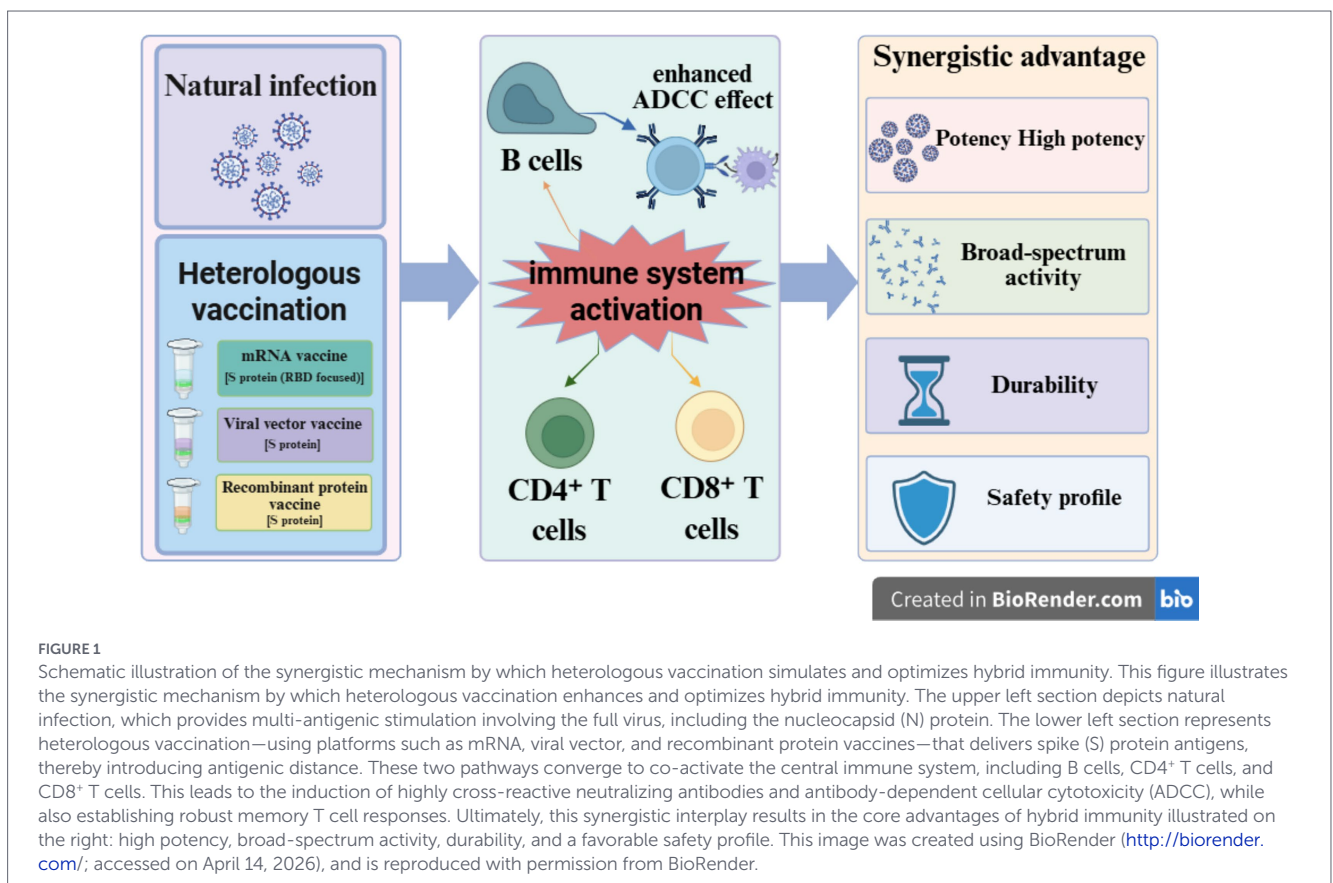 Natural infection
Heterologous
vaccination
mRNA vaccine
[S protein (RBD focused)]
Viral vector vaccine
[S protein]
Recombinant protein
vaccine
[S protein]
B cells
enhanced
ADCC effect
immune system
activation
CD4⁺ T
cells
CD8⁺ T
cells
Synergistic advantage
Potency High potency
Broad-spectrum
activity
Durability
Safety profile
Created in BioRender.com bio
FIGURE 1
Schematic illustration of the synergistic mechanism by which heterologous vaccination simulates and optimizes hybrid immunity. This figure illustrates
the synergistic mechanism by which heterologous vaccination enhances and optimizes hybrid immunity. The upper left section depicts natural
infection, which provides multi-antigenic stimulation involving the full virus, including the nucleocapsid (N) protein. The lower left section represents
heterologous vaccination—using platforms such as mRNA, viral vector, and recombinant protein vaccines—that delivers spike (S) protein antigens,
thereby introducing antigenic distance. These two pathways converge to co-activate the central immune system, including B cells, CD4⁺ T cells, and
CD8⁺ T cells. This leads to the induction of highly cross-reactive neutralizing antibodies and antibody-dependent cellular cytotoxicity (ADCC), while
also establishing robust memory T cell responses. Ultimately, this synergistic interplay results in the core advantages of hybrid immunity illustrated on
the right: high potency, broad-spectrum activity, durability, and a favorable safety profile. This image was created using BioRender (http://biorender.
com/; accessed on April 14, 2026), and is reproduced with permission from BioRender.